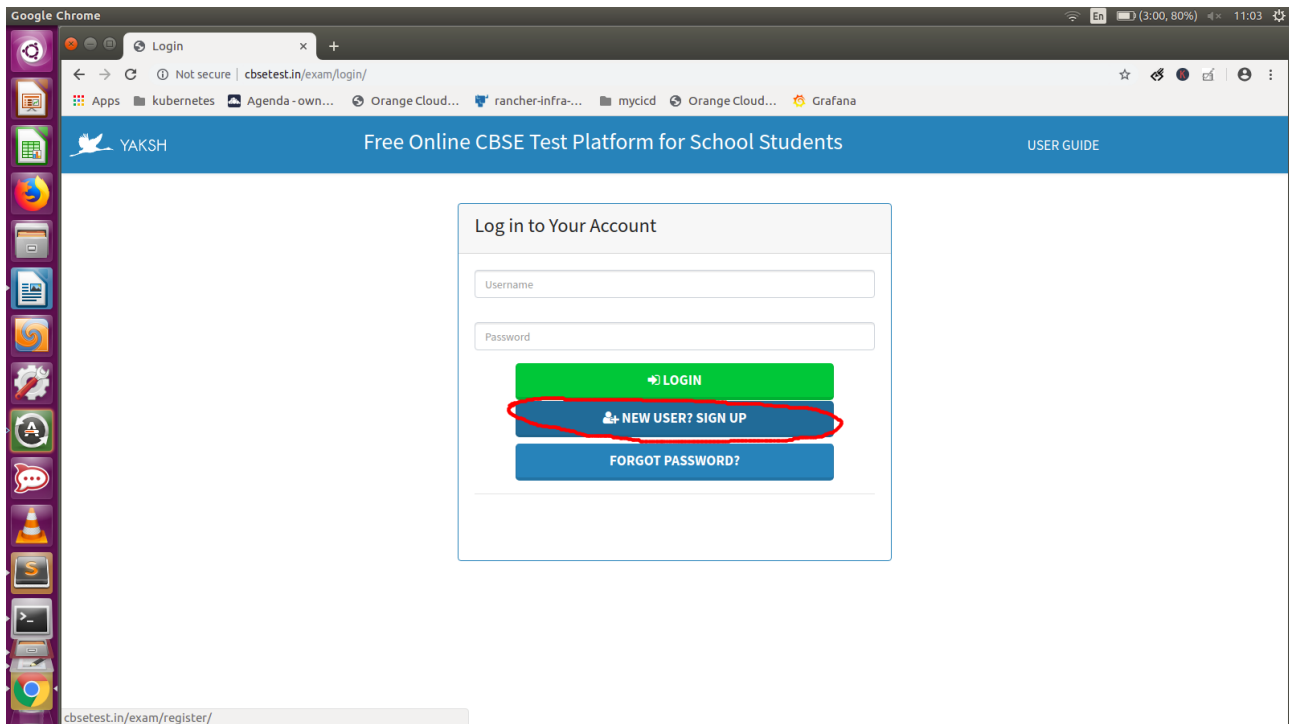 Google Chrome En (3:00, 80%) 11:03
Login
Not secure | cbsetest.in/exam/login/
Apps kubernetes Agenda - own... Orange Cloud... rancher-infra-... mycicd Orange Cloud... Grafana
YAKSH Free Online CBSE Test Platform for School Students USER GUIDE
Log in to Your Account
Username
Password
LOGIN
NEW USER? SIGN UP
FORGOT PASSWORD?
cbsetest.in/exam/register/